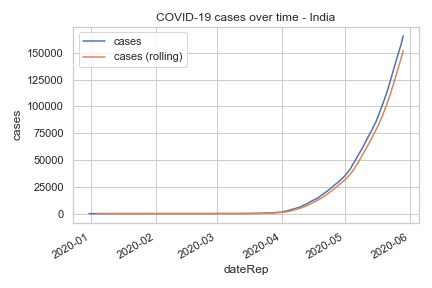 COVID-19 cases over time - India
cases
cases (rolling)
150000
125000
100000
75000
50000
25000
0
cases
2020-01
2020-02
2020-03
2020-04
2020-05
2020-06
dateRep